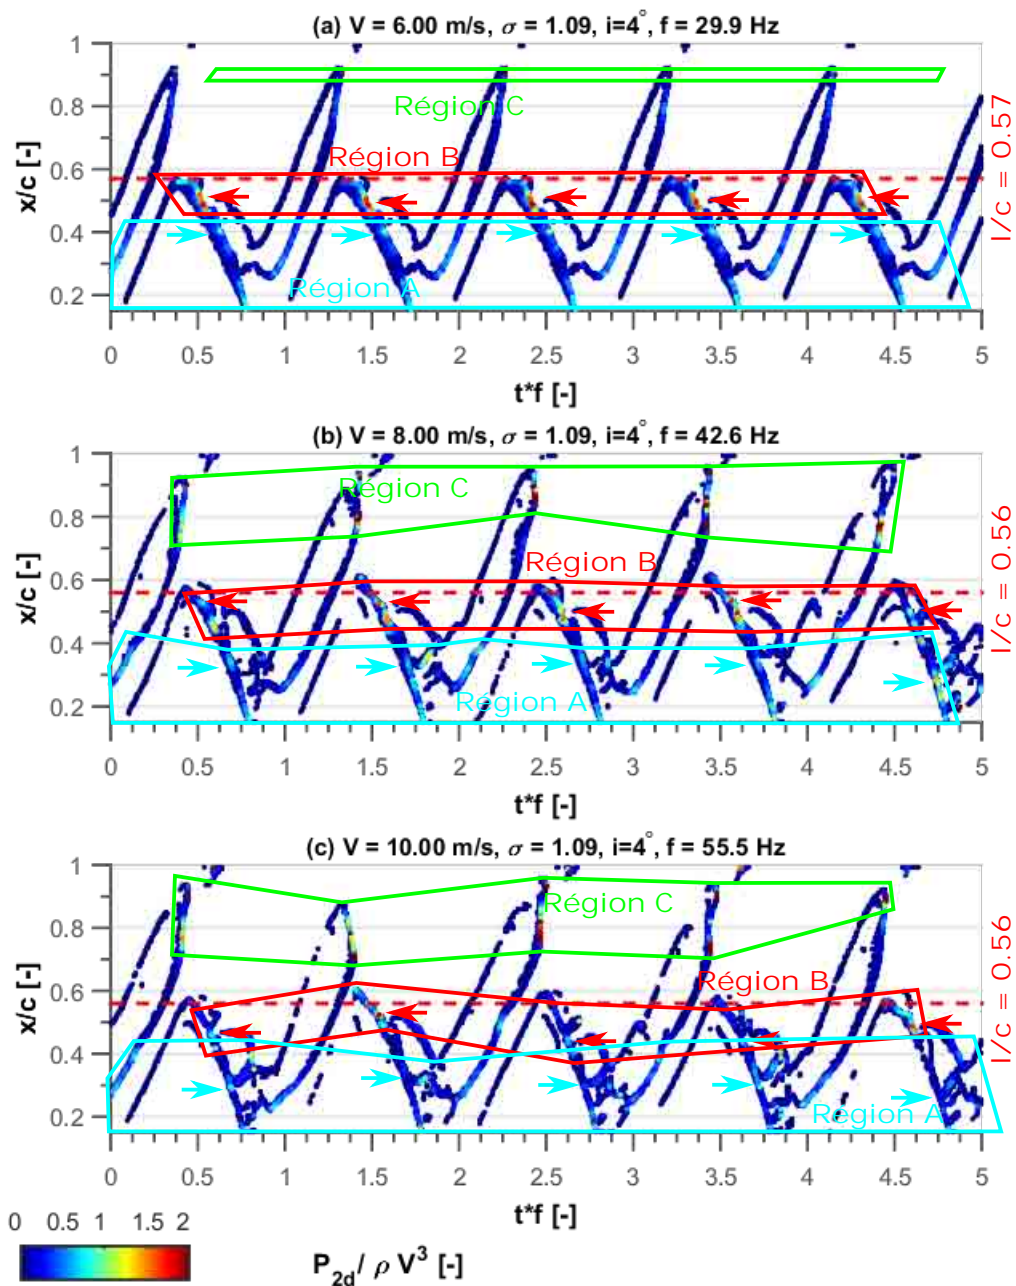 (a) V = 6.00 m/s, σ = 1.09, i=4°, f = 29.9 Hz
1
0.8
0.6
0.4
0.2
x/c [-]
Région C
Région B
Région A
l/c = 0.57
0 0.5 1 1.5 2 2.5 3 3.5 4 4.5 5
t*f [-]
(b) V = 8.00 m/s, σ = 1.09, i=4°, f = 42.6 Hz
1
0.8
0.6
0.4
0.2
x/c [-]
Région C
Région B
Région A
l/c = 0.56
0 0.5 1 1.5 2 2.5 3 3.5 4 4.5 5
t*f [-]
(c) V = 10.00 m/s, σ = 1.09, i=4°, f = 55.5 Hz
1
0.8
0.6
0.4
0.2
x/c [-]
Région C
Région B
Région A
l/c = 0.56
0 0.5 1 1.5 2 2.5 3 3.5 4 4.5 5
t*f [-]
0 0.5 1 1.5 2
P2d/ ρ V³ [-]